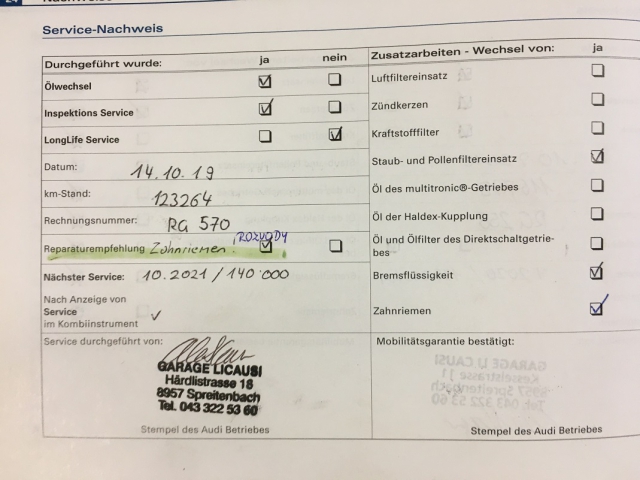 24
Service-Nachweis
Durchgeführt wurde: ja nein
Ölwechsel
Inspektions Service
LongLife Service
Datum: 14.10.19
km-Stand: 123264
Rechnungsnummer: RG 570
ROZVODY
Reparaturempfehlung Zahnriemen
Nächster Service: 10.2021 / 140'000
Nach Anzeige von
Service
im Kombiinstrument
Service durchgeführt von:
GARAGE LICAUSI
Härdlistrasse 18
8957 Spreitenbach
Tel. 043 322 53 60
Stempel des Audi Betriebes
Zusatzarbeiten - Wechsel von: ja
Luftfiltereinsatz
Zündkerzen
Kraftstofffilter
Staub- und Pollenfiltereinsatz
Öl des multitronic®-Getriebes
Öl der Haldex-Kupplung
Öl und Ölfilter des Direktschaltgetrie-
bes
Bremsflüssigkeit
Zahnriemen
Mobilitätsgarantie bestätigt:
Stempel des Audi Betriebes